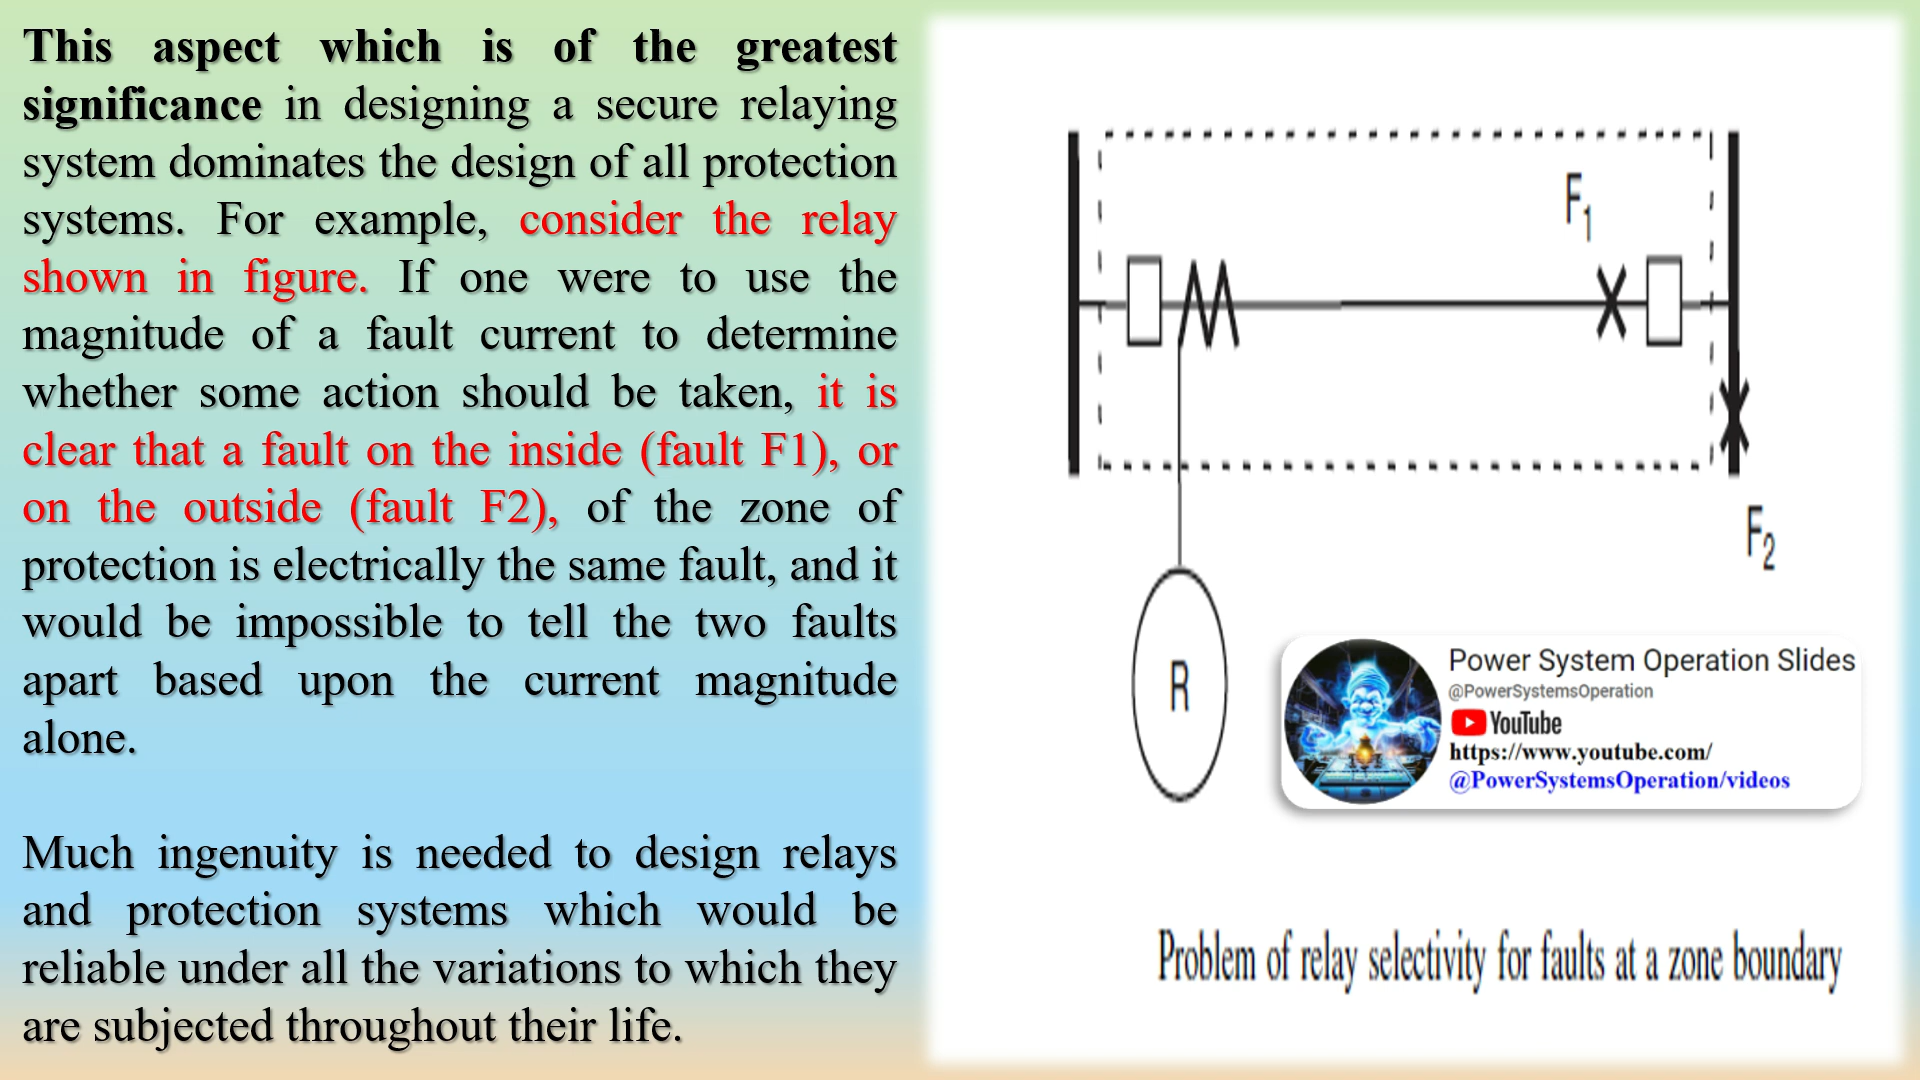 This aspect which is of the greatest
significance in designing a secure relaying
system dominates the design of all protection
systems. For example, consider the relay
shown in figure. If one were to use the
magnitude of a fault current to determine
whether some action should be taken, it is
clear that a fault on the inside (fault F1), or
on the outside (fault F2), of the zone of
protection is electrically the same fault, and it
would be impossible to tell the two faults
apart based upon the current magnitude
alone.
Much ingenuity is needed to design relays
and protection systems which would be
reliable under all the variations to which they
are subjected throughout their life.
F1
F2
R
Power System Operation Slides
@PowerSystemsOperation
YouTube
https://www.youtube.com/
@PowerSystemsOperation/videos
Problem of relay selectivity for faults at a zone boundary